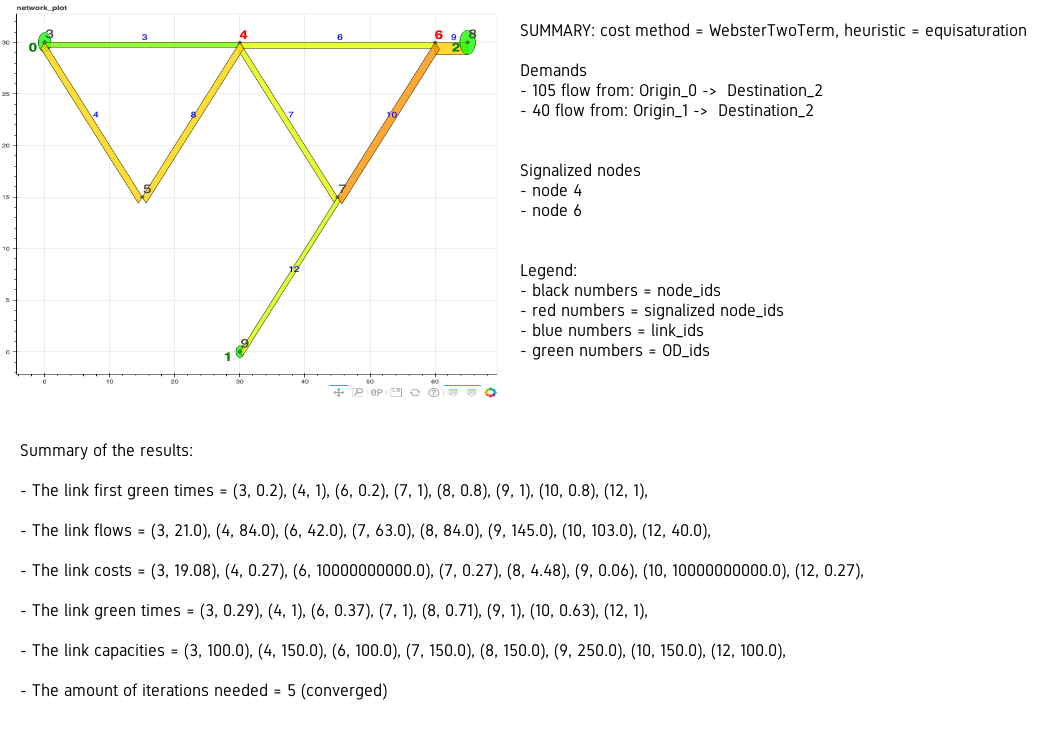 network_plot
SUMMARY: cost method = WebsterTwoTerm, heuristic = equisaturation
Demands
- 105 flow from: Origin_0 -> Destination_2
- 40 flow from: Origin_1 -> Destination_2
Signalized nodes
- node 4
- node 6
Legend:
- black numbers = node_ids
- red numbers = signalized node_ids
- blue numbers = link_ids
- green numbers = OD_ids
3
4
6
8
0
3
6
9
2
30
25
4
8
7
10
20
5
7
15
10
12
5
9
1
0
0 10 20 30 40 50 60
Summary of the results:
- The link first green times = (3, 0.2), (4, 1), (6, 0.2), (7, 1), (8, 0.8), (9, 1), (10, 0.8), (12, 1),
- The link flows = (3, 21.0), (4, 84.0), (6, 42.0), (7, 63.0), (8, 84.0), (9, 145.0), (10, 103.0), (12, 40.0),
- The link costs = (3, 19.08), (4, 0.27), (6, 10000000000.0), (7, 0.27), (8, 4.48), (9, 0.06), (10, 10000000000.0), (12, 0.27),
- The link green times = (3, 0.29), (4, 1), (6, 0.37), (7, 1), (8, 0.71), (9, 1), (10, 0.63), (12, 1),
- The link capacities = (3, 100.0), (4, 150.0), (6, 100.0), (7, 150.0), (8, 150.0), (9, 250.0), (10, 150.0), (12, 100.0),
- The amount of iterations needed = 5 (converged)